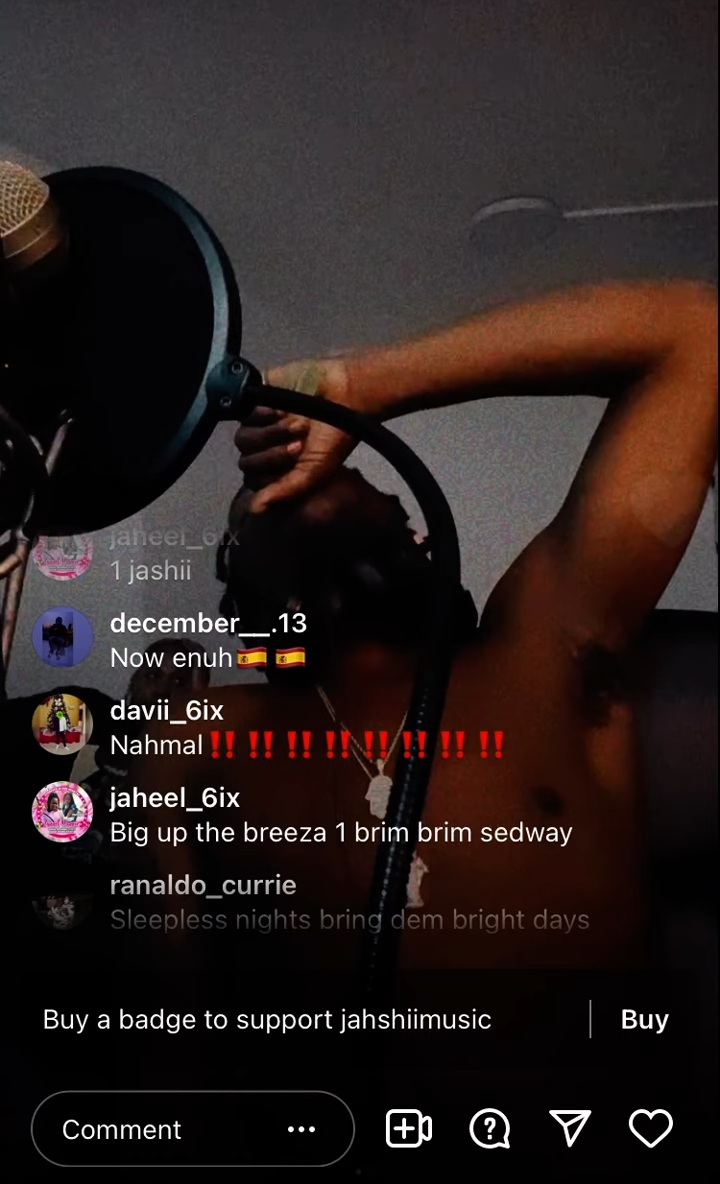 jaheel_6ix
1 jashii
december__.13
Now enuh🇪🇸 🇪🇸
davii_6ix
Nahmal‼️ ‼️ ‼️ ‼️ ‼️ ‼️ ‼️ ‼️
jaheel_6ix
Big up the breeza 1 brim brim sedway
ranaldo_currie
Sleepless nights bring dem bright days
Buy a badge to support jahshiimusic
Buy
Comment